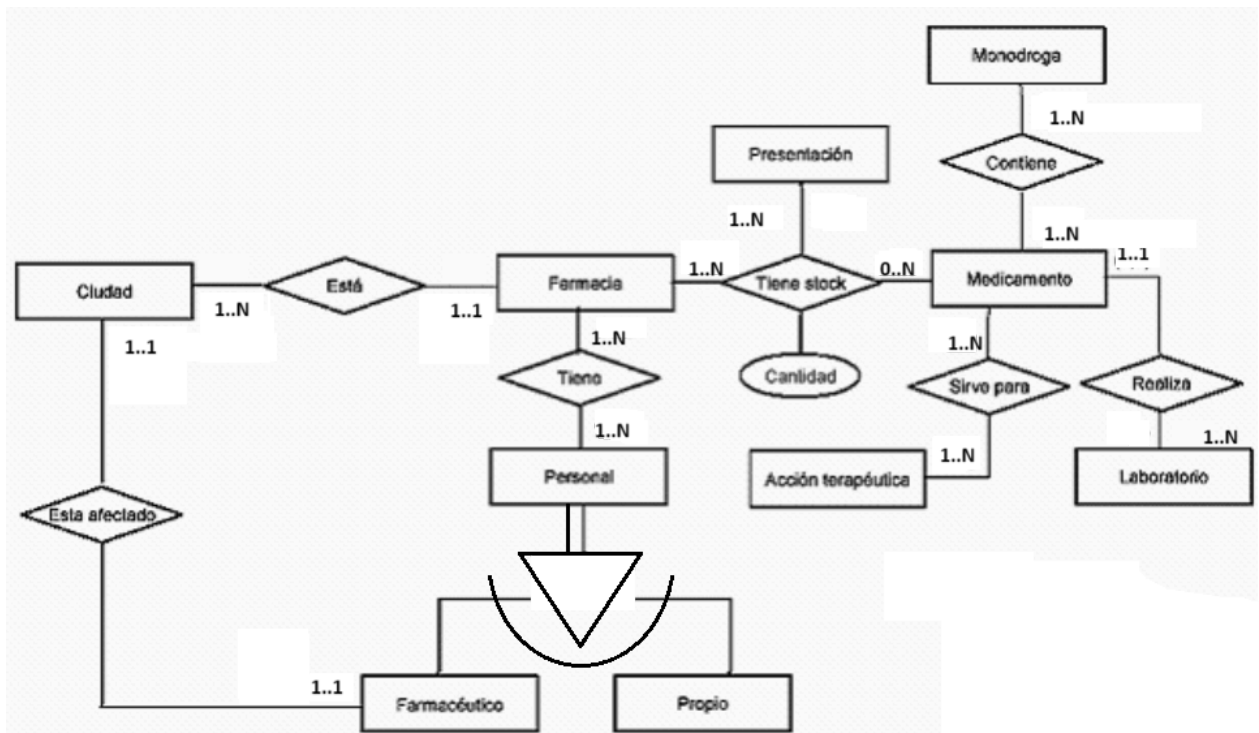 Monodroga
1..N
Contiene
Presentación
1..N
1..N
1..1
Ciudad
1..N
Está
1..1
Farmacia
1..N
Tiene stock
0..N
Medicamento
1..1
1..N
1..N
Tiene
Cantidad
Sirve para
Realiza
1..N
1..N
1..N
Personal
Acción terapéutica
Laboratorio
Esta afectado
1..1
Farmacéutico
Propio